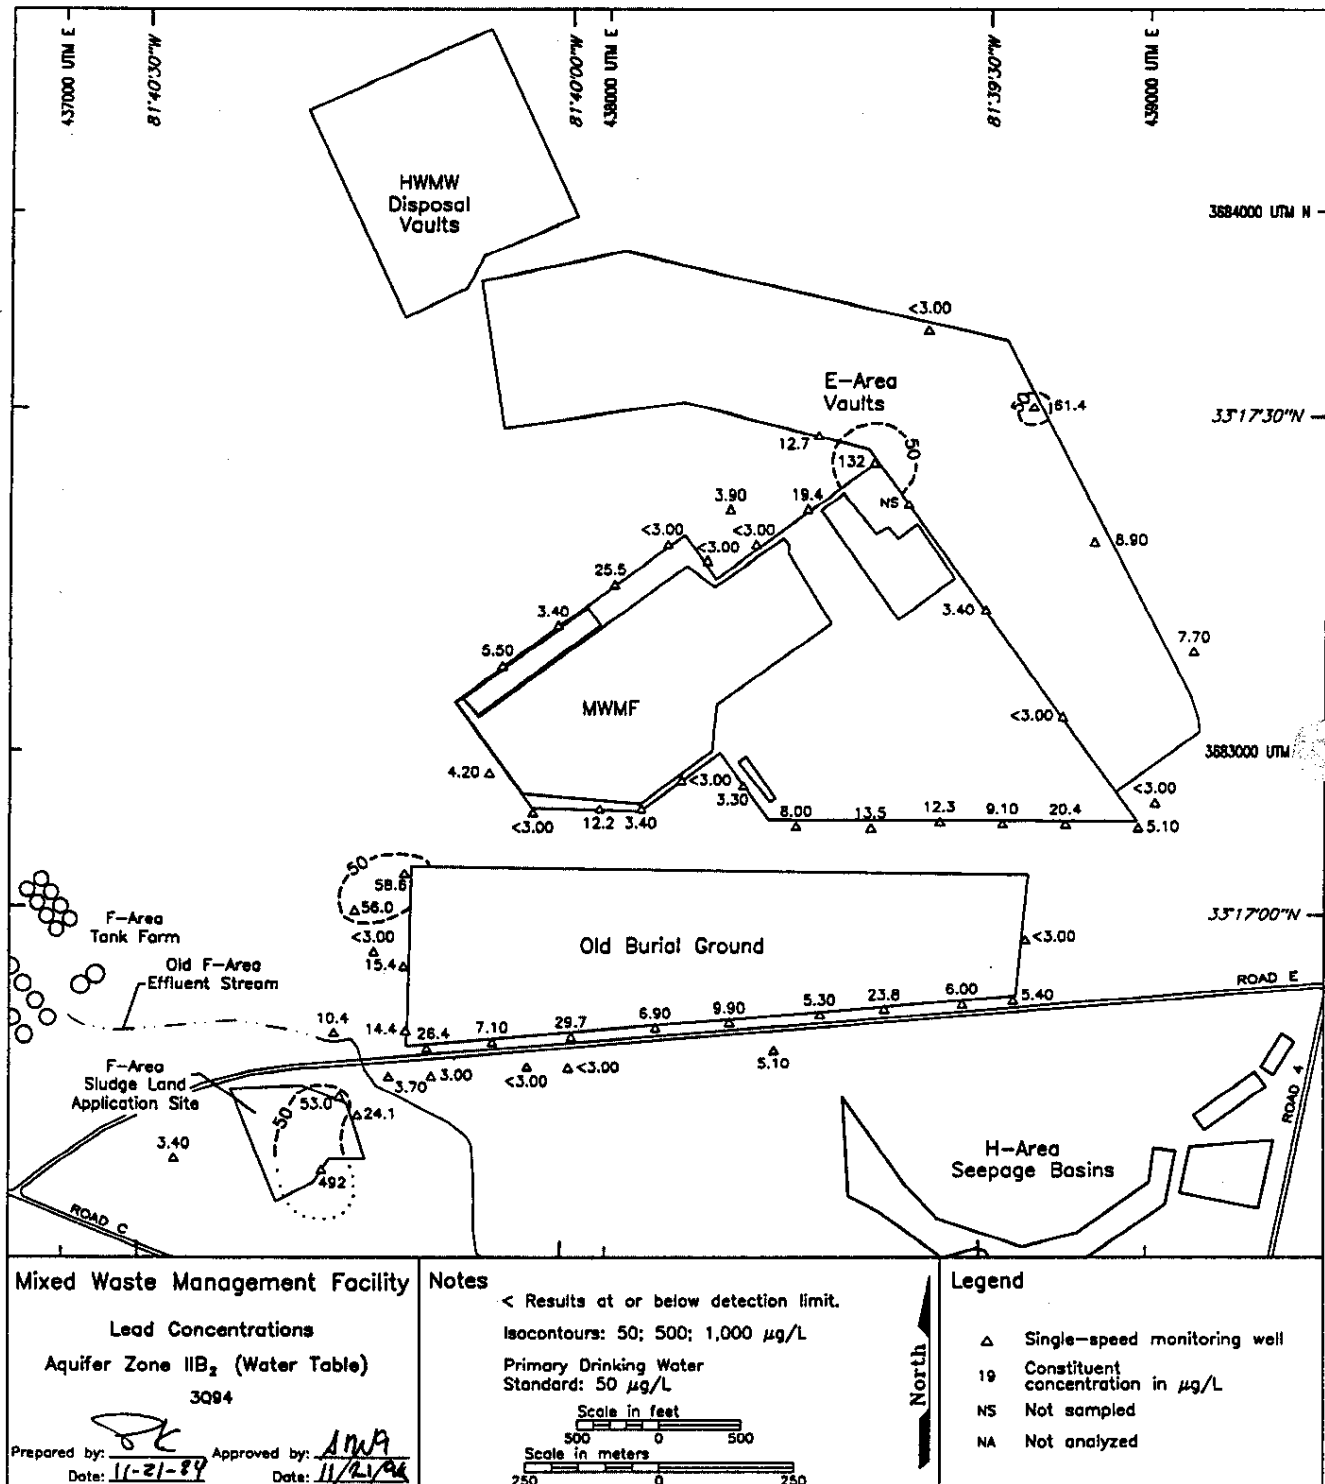 437000 UTM E
81°40'30"W
81°40'00"W
438000 UTM E
81°39'30"W
439000 UTM E
HWMW
Disposal
Vaults
3684000 UTM N
<3.00
E-Area
Vaults
50
61.4
33°17'30"N
12.7
132
50
NS
3.90
19.4
<3.00
<3.00
<3.00
8.90
25.5
3.40
3.40
5.50
7.70
MWMF
<3.00
3683000 UTM
4.20
<3.00
3.30
<3.00
<3.00
12.2
3.40
8.00
13.5
12.3
9.10
20.4
5.10
50
58.6
56.0
F-Area
Tank Farm
<3.00
15.4
Old Burial Ground
<3.00
33°17'00"N
Old F-Area
Effluent Stream
ROAD E
10.4
14.4
26.4
7.10
29.7
6.90
9.90
5.30
23.8
6.00
5.40
F-Area
Sludge Land
Application Site
3.70
3.00
<3.00
<3.00
5.10
50
53.0
24.1
3.40
492
ROAD C
ROAD 4
H-Area
Seepage Basins
Mixed Waste Management Facility
Lead Concentrations
Aquifer Zone IIB₂ (Water Table)
3Q94
Prepared by:
Approved by:
Date: 11-21-94
Date: 11/21/94
Notes
< Results at or below detection limit.
Isocontours: 50; 500; 1,000 µg/L
Primary Drinking Water
Standard: 50 µg/L
Scale in feet
500 0 500
Scale in meters
250 0 250
North
Legend
Single-speed monitoring well
19 Constituent
concentration in µg/L
NS Not sampled
NA Not analyzed